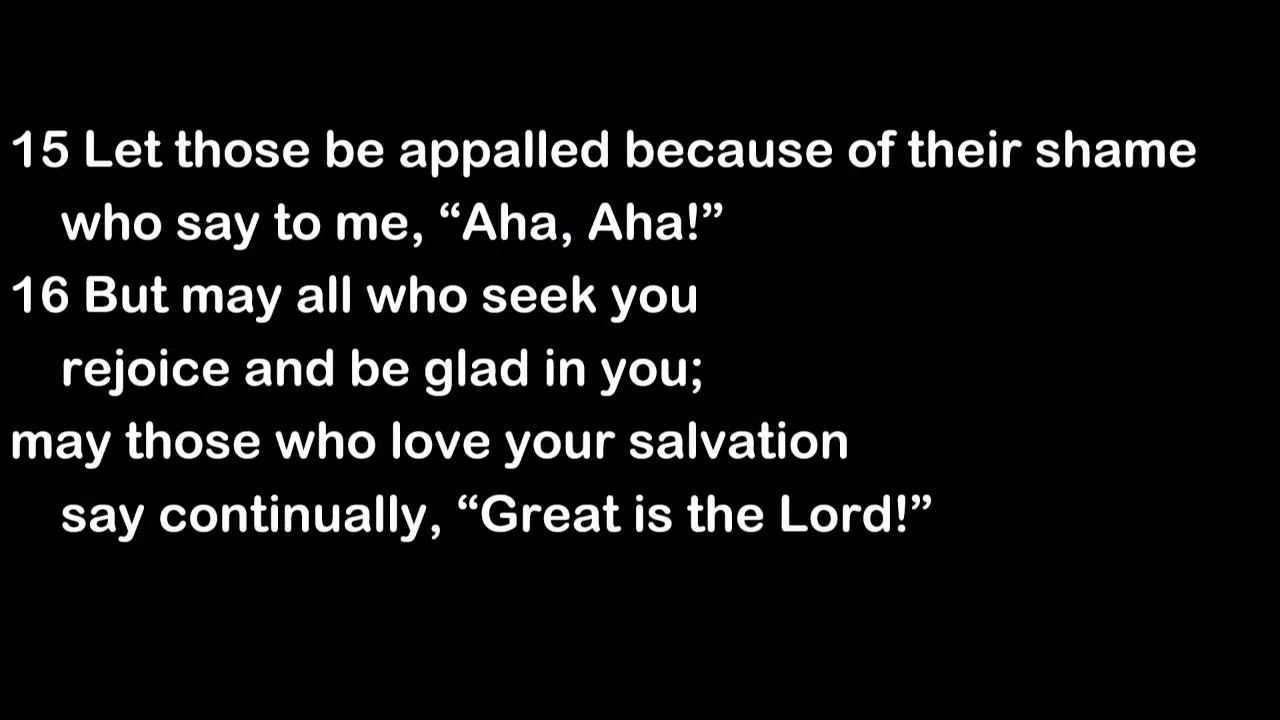 15 Let those be appalled because of their shame
who say to me, “Aha, Aha!”
16 But may all who seek you
rejoice and be glad in you;
may those who love your salvation
say continually, “Great is the Lord!”